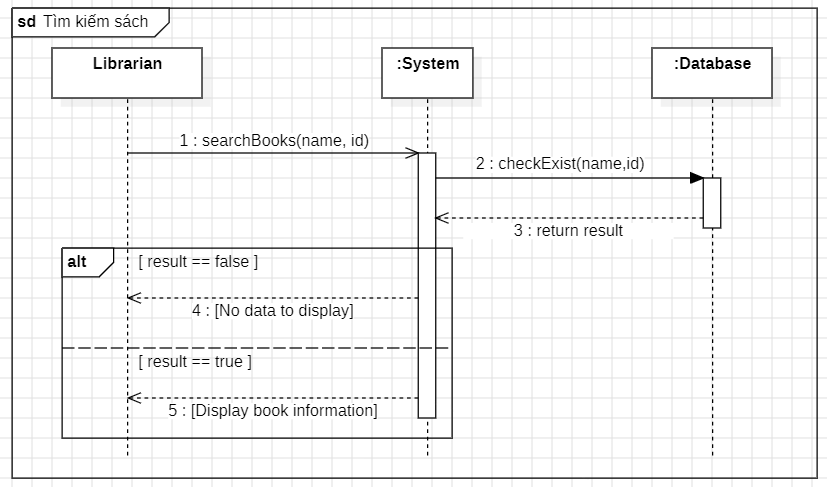 sd Tìm kiếm sách
Librarian
:System
:Database
1 : searchBooks(name, id)
2 : checkExist(name,id)
3 : return result
alt
[ result == false ]
4 : [No data to display]
[ result == true ]
5 : [Display book information]